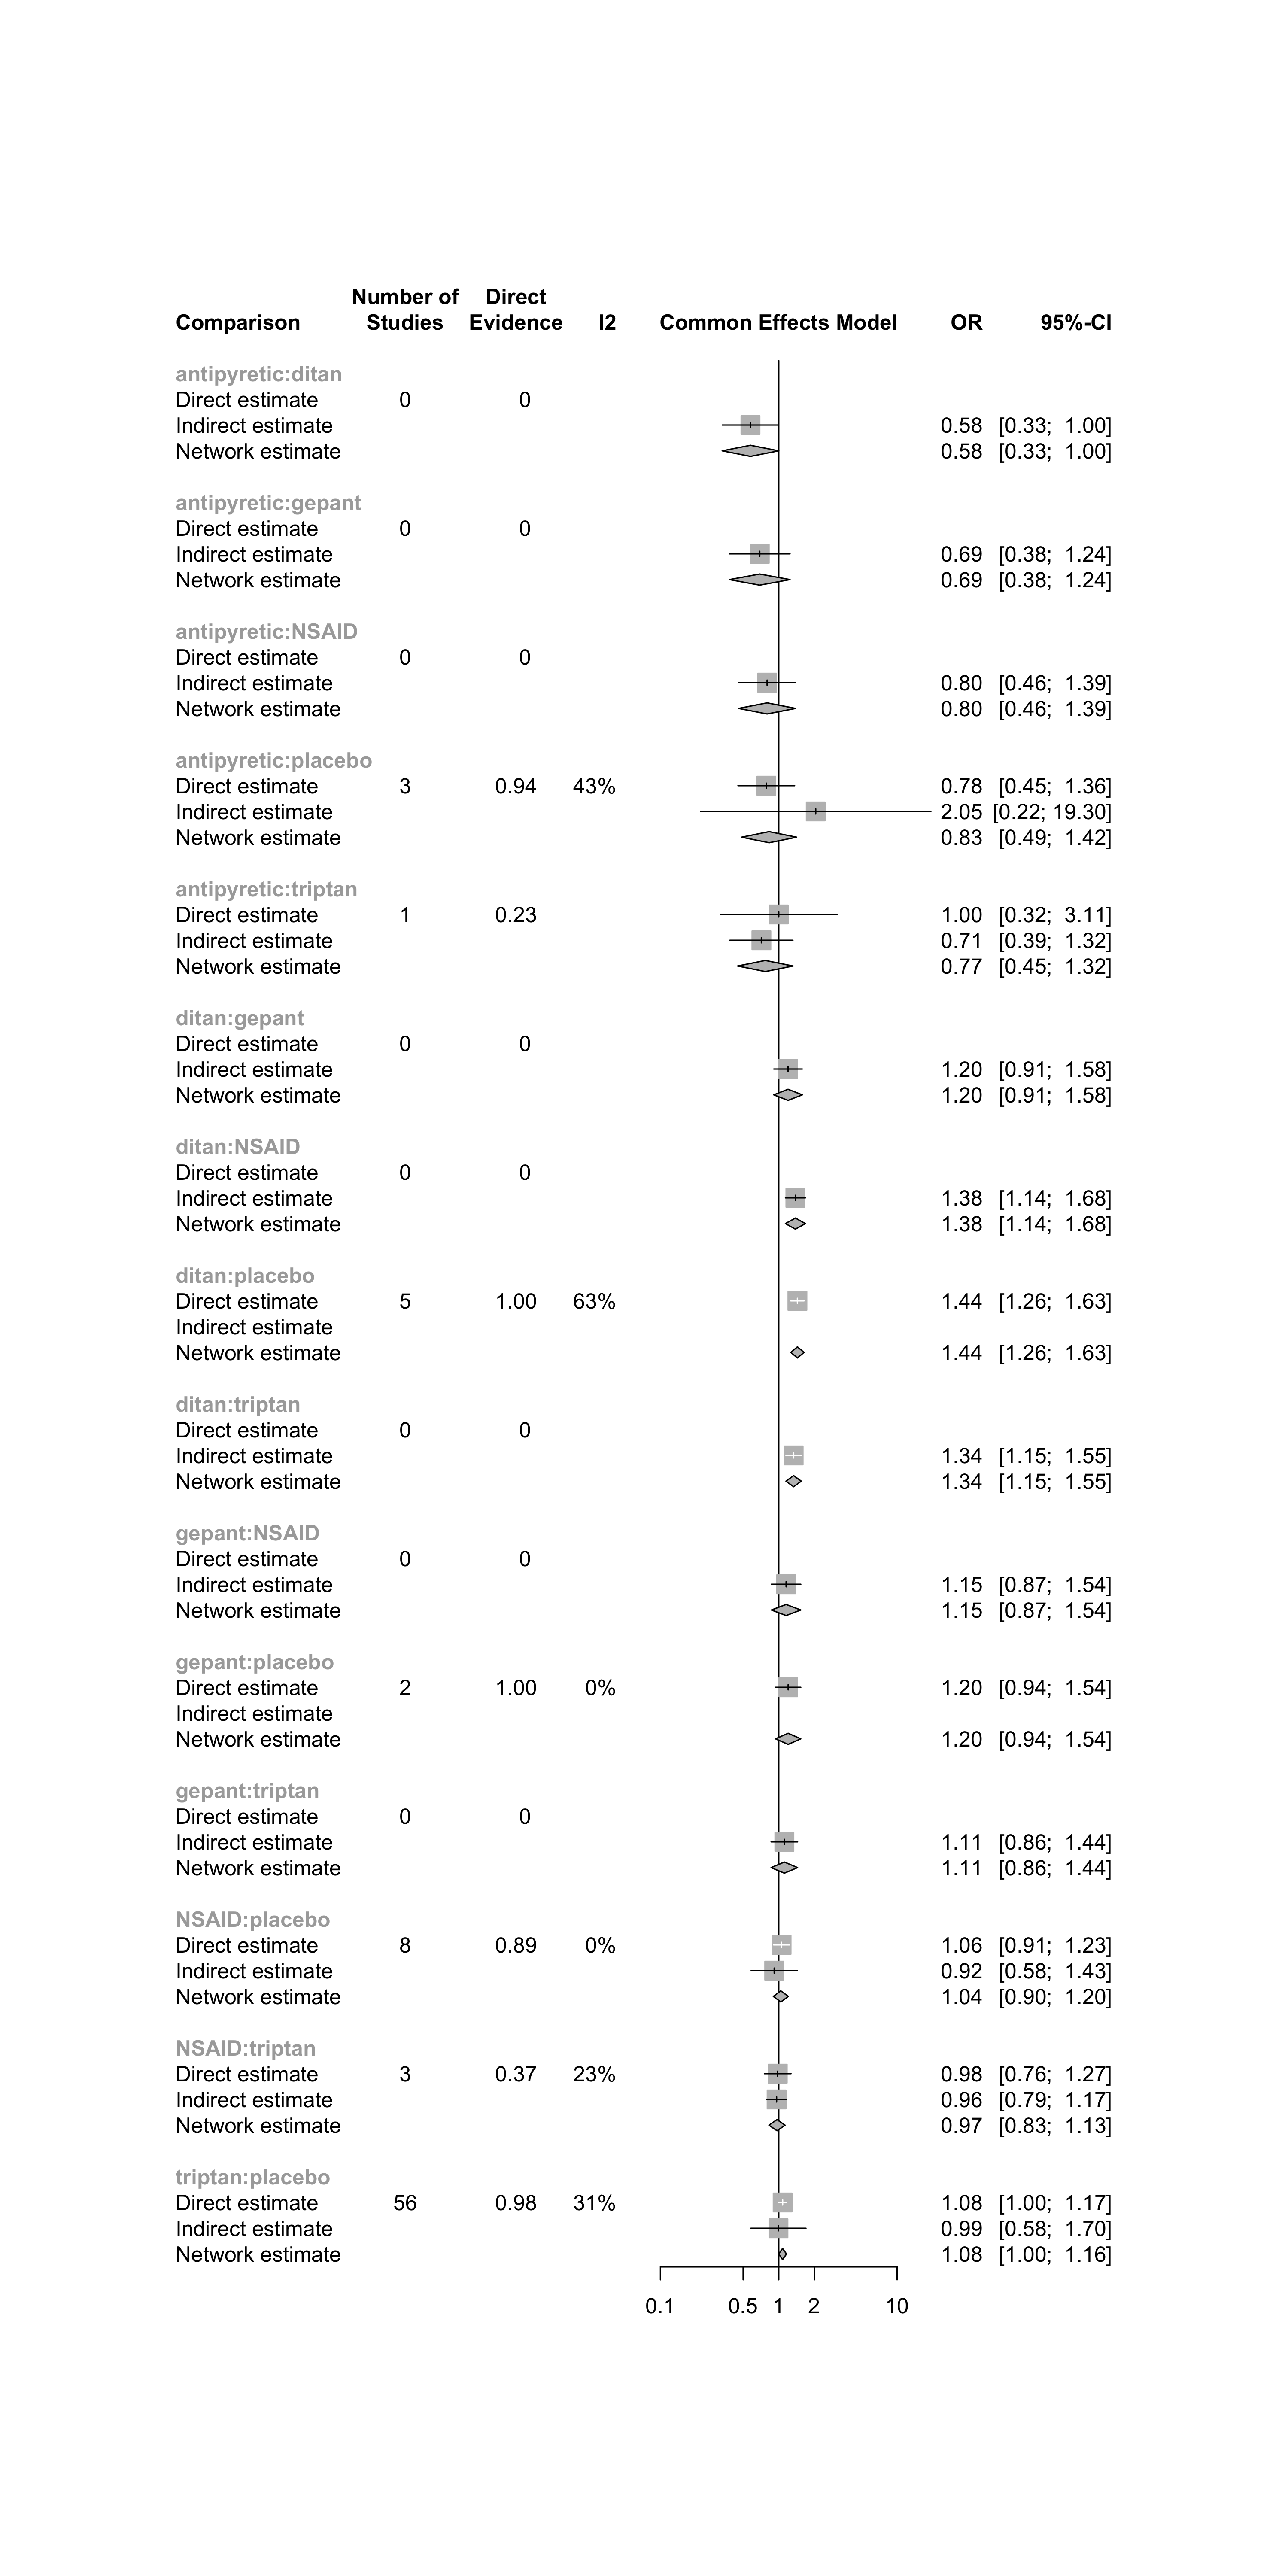 Number of Direct
Comparison Studies Evidence I2 Common Effects Model OR 95%-CI
antipyretic:ditan
Direct estimate 0 0
Indirect estimate 0.58 [0.33; 1.00]
Network estimate 0.58 [0.33; 1.00]
antipyretic:gepant
Direct estimate 0 0
Indirect estimate 0.69 [0.38; 1.24]
Network estimate 0.69 [0.38; 1.24]
antipyretic:NSAID
Direct estimate 0 0
Indirect estimate 0.80 [0.46; 1.39]
Network estimate 0.80 [0.46; 1.39]
antipyretic:placebo
Direct estimate 3 0.94 43% 0.78 [0.45; 1.36]
Indirect estimate 2.05 [0.22; 19.30]
Network estimate 0.83 [0.49; 1.42]
antipyretic:triptan
Direct estimate 1 0.23 1.00 [0.32; 3.11]
Indirect estimate 0.71 [0.39; 1.32]
Network estimate 0.77 [0.45; 1.32]
ditan:gepant
Direct estimate 0 0
Indirect estimate 1.20 [0.91; 1.58]
Network estimate 1.20 [0.91; 1.58]
ditan:NSAID
Direct estimate 0 0
Indirect estimate 1.38 [1.14; 1.68]
Network estimate 1.38 [1.14; 1.68]
ditan:placebo
Direct estimate 5 1.00 63% 1.44 [1.26; 1.63]
Indirect estimate
Network estimate 1.44 [1.26; 1.63]
ditan:triptan
Direct estimate 0 0
Indirect estimate 1.34 [1.15; 1.55]
Network estimate 1.34 [1.15; 1.55]
gepant:NSAID
Direct estimate 0 0
Indirect estimate 1.15 [0.87; 1.54]
Network estimate 1.15 [0.87; 1.54]
gepant:placebo
Direct estimate 2 1.00 0% 1.20 [0.94; 1.54]
Indirect estimate
Network estimate 1.20 [0.94; 1.54]
gepant:triptan
Direct estimate 0 0
Indirect estimate 1.11 [0.86; 1.44]
Network estimate 1.11 [0.86; 1.44]
NSAID:placebo
Direct estimate 8 0.89 0% 1.06 [0.91; 1.23]
Indirect estimate 0.92 [0.58; 1.43]
Network estimate 1.04 [0.90; 1.20]
NSAID:triptan
Direct estimate 3 0.37 23% 0.98 [0.76; 1.27]
Indirect estimate 0.96 [0.79; 1.17]
Network estimate 0.97 [0.83; 1.13]
triptan:placebo
Direct estimate 56 0.98 31% 1.08 [1.00; 1.17]
Indirect estimate 0.99 [0.58; 1.70]
Network estimate 1.08 [1.00; 1.16]
0.1 0.5 1 2 10